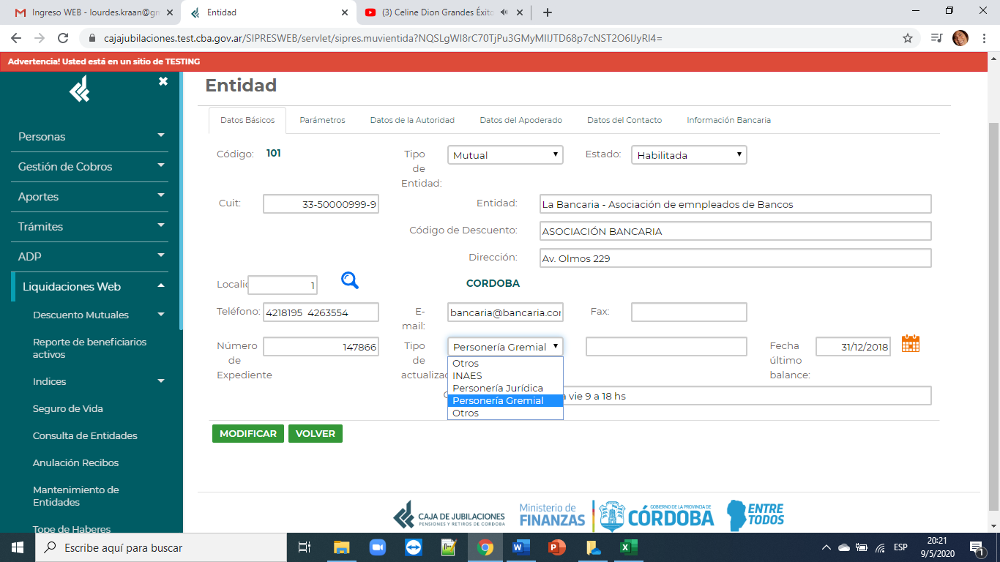 Ingreso WEB - lourdes.kraan@gm
Entidad
(3) Celine Dion Grandes Éxito
cajajubilaciones.test.cba.gov.ar/SIPRESWEB/servlet/sipres.muvientida?NQSLgWI8rC70TjPu3GMyMIIJTD68p7cNST2O6IJyRI4=
Advertencia! Usted está en un sitio de TESTING
Personas
Gestión de Cobros
Aportes
Trámites
ADP
Liquidaciones Web
Descuento Mutuales
Reporte de beneficiarios
activos
Indices
Seguro de Vida
Consulta de Entidades
Anulación Recibos
Mantenimiento de
Entidades
Tope de Haberes
Entidad
Datos Básicos Parámetros Datos de la Autoridad Datos del Apoderado Datos del Contacto Información Bancaria
Código: 101 Tipo de Entidad: Mutual Estado: Habilitada
Cuit: 33-50000999-9 Entidad: La Bancaria - Asociación de emnpleados de Bancos
Código de Descuento: ASOCIACIÓN BANCARIA
Dirección: Av. Olmos 229
Localid 1 CORDOBA
Teléfono: 4218195 4263554 E-mail: bancaria@bancaria.cor Fax:
Número de Expediente 147866 Tipo de actualizac Personería Gremial Fecha último balance: 31/12/2018
Otros
INAES
Personería Jurídica
Personería Gremial
Otros
a vie 9 a 18 hs
MODIFICAR VOLVER
CAJA DE JUBILACIONES
PENSIONES Y RETIROS DE CORDOBA
Ministerio de
FINANZAS
GOBIERNO DE LA PROVINCIA DE
CÓRDOBA
ENTRE
TODOS
Escribe aquí para buscar
ESP
20:21
9/5/2020
1